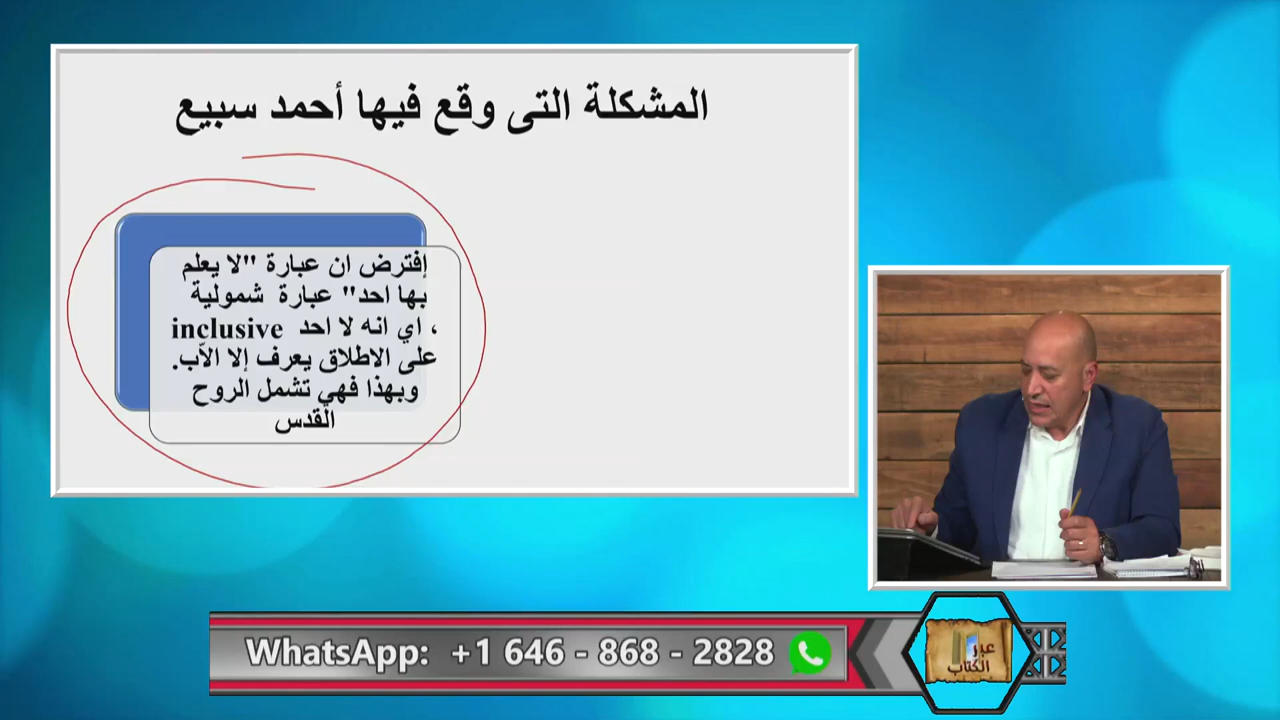 المشكلة التى وقع فيها أحمد سبيع
إفترض ان عبارة "لا يعلم
بها احد" عبارة شمولية
inclusive ، اي انه لا احد
على الاطلاق يعرف إلا الآب.
وبهذا فهي تشمل الروح
القدس
WhatsApp: +1 646 - 868 - 2828
عبر
الكتاب